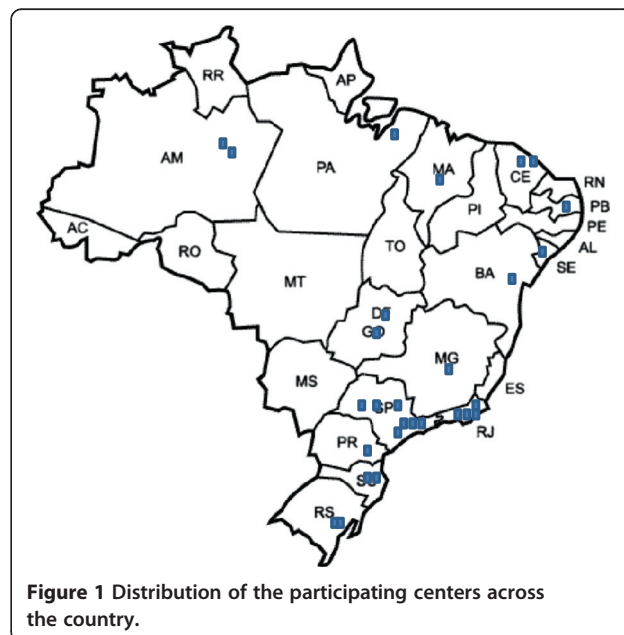 RR
AP
AM
PA
MA
CE
RN
PB
PE
AL
SE
PI
AC
RO
TO
MT
BA
DF
GO
MG
MS
ES
SP
RJ
PR
SC
RS
Figure 1 Distribution of the participating centers across
the country.